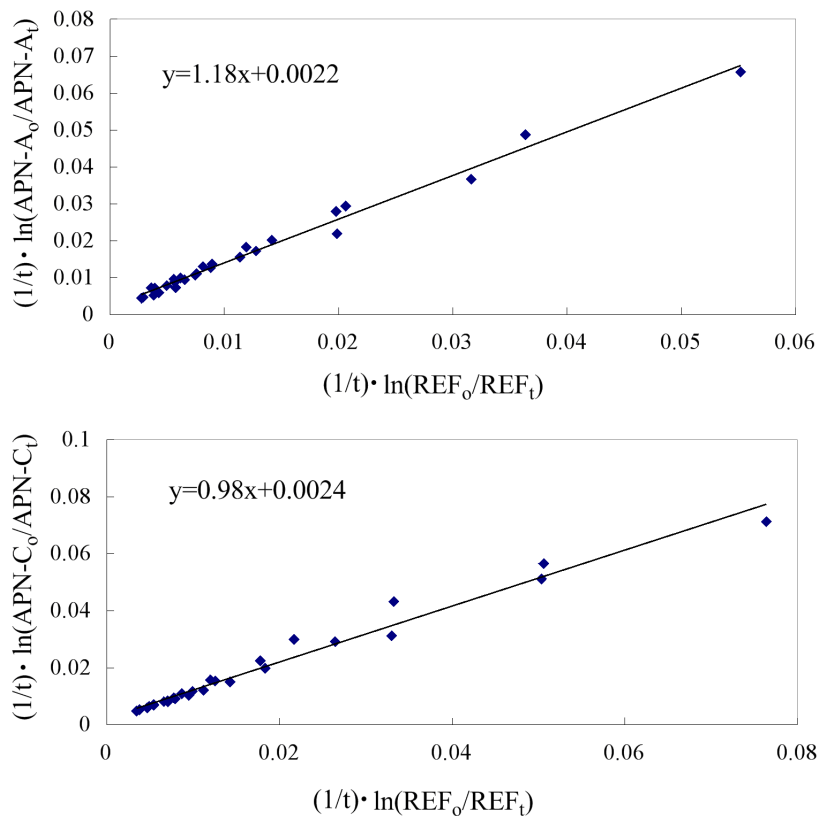 0.08
0.07
0.06
0.05
0.04
0.03
0.02
0.01
0
(1/t)· ln(APN-Aₒ/APN-Aₜ)
y=1.18x+0.0022
0 0.01 0.02 0.03 0.04 0.05 0.06
(1/t)· ln(REFₒ/REFₜ)
0.1
0.08
0.06
0.04
0.02
0
(1/t)· ln(APN-Cₒ/APN-Cₜ)
y=0.98x+0.0024
0 0.02 0.04 0.06 0.08
(1/t)· ln(REFₒ/REFₜ)